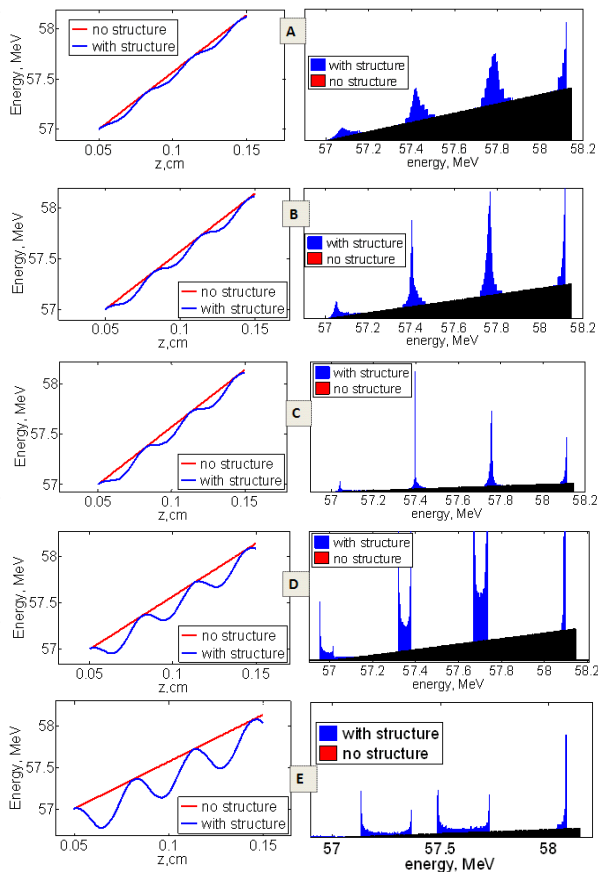 Energy, MeV
58
57.5
57
no structure
with structure
0.05
0.1
0.15
z,cm
A
with structure
no structure
57
57.2
57.4
57.6
57.8
58
58.2
energy, MeV
Energy, MeV
58
57.5
57
no structure
with structure
0.05
0.1
0.15
z,cm
B
with structure
no structure
57
57.2
57.4
57.6
57.8
58
58.2
energy, MeV
Energy, MeV
58
57.5
57
no structure
with structure
0.05
0.1
0.15
z,cm
C
with structure
no structure
57
57.2
57.4
57.6
57.8
58
58.2
energy, MeV
Energy, MeV
58
57.5
57
no structure
with structure
0.05
0.1
0.15
z,cm
D
with structure
no structure
57
57.2
57.4
57.6
57.8
58
58.2
energy, MeV
Energy, MeV
58
57.5
57
no structure
with structure
0.05
0.1
0.15
z,cm
E
with structure
no structure
57
57.5
58
energy, MeV